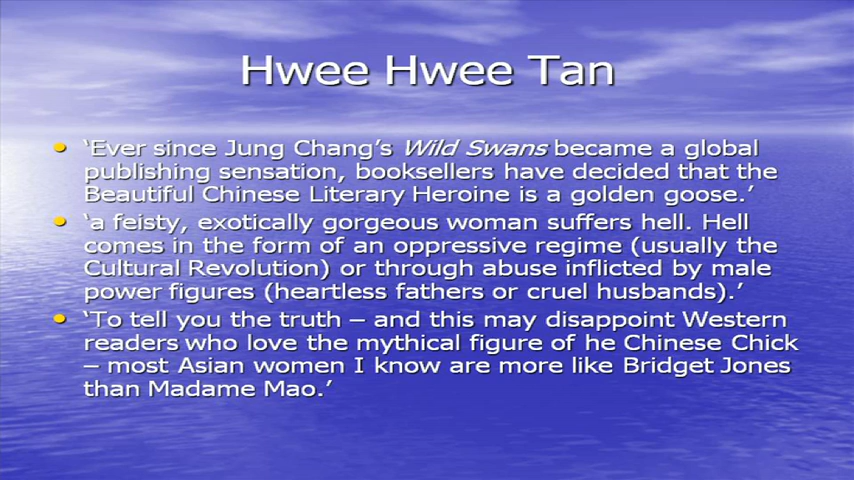 Hwee Hwee Tan
• ‘Ever since Jung Chang’s Wild Swans became a global
publishing sensation, booksellers have decided that the
Beautiful Chinese Literary Heroine is a golden goose.’
• ‘a feisty, exotically gorgeous woman suffers hell. Hell
comes in the form of an oppressive regime (usually the
Cultural Revolution) or through abuse inflicted by male
power figures (heartless fathers or cruel husbands).’
• ‘To tell you the truth – and this may disappoint Western
readers who love the mythical figure of he Chinese Chick
– most Asian women I know are more like Bridget Jones
than Madame Mao.’